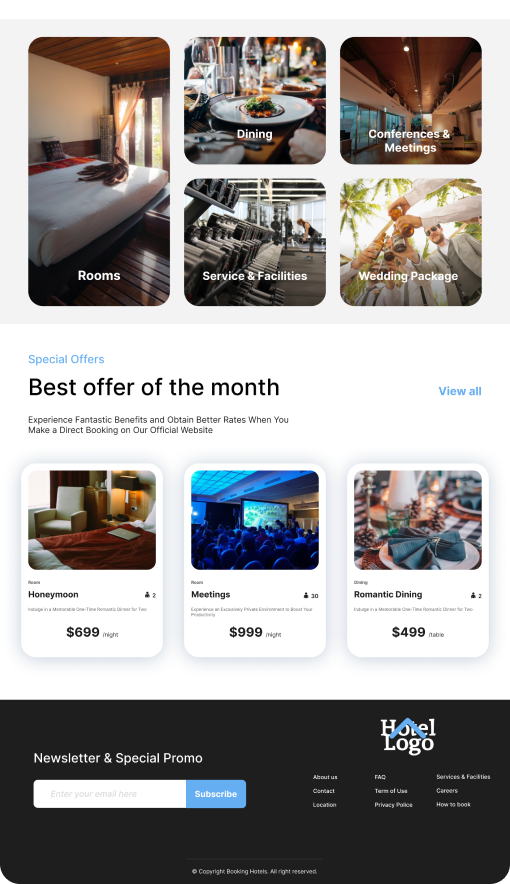 Dining
Conferences &
Meetings
Rooms
Service & Facilities
Wedding Package
Special Offers
Best offer of the month
View all
Experience Fantastic Benefits and Obtain Better Rates When You
Make a Direct Booking on Our Official Website
Room
Honeymoon
2
Indulge in a Memorable One-Time Romantic Dinner for Two
$699 /night
Room
Meetings
30
Experience an Exclusively Private Environment to Boost Your
Productivity
$999 /night
Dining
Romantic Dining
2
Indulge in a Memorable One-Time Romantic Dinner for Two
$499 /table
Hotel
Logo
Newsletter & Special Promo
Enter your email here
Subscribe
About us
FAQ
Services & Facilities
Contact
Term of Use
Careers
Location
Privacy Police
How to book
© Copyright Booking Hotels. All right reserved.